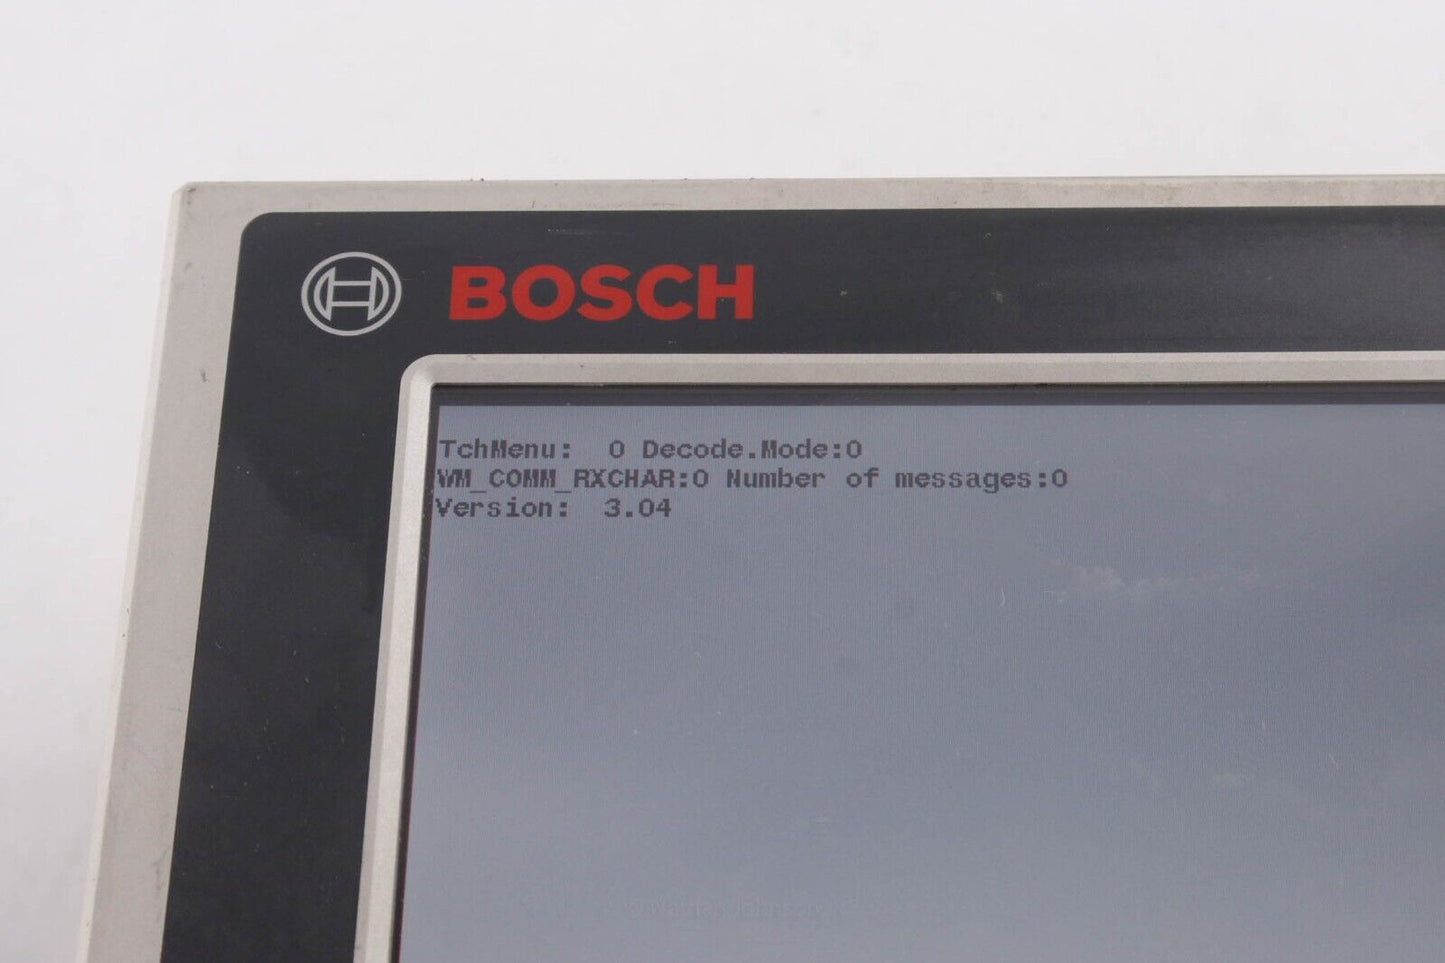 BOSCH
TchMenu:  0 Decode.Mode:0
WM_COMM_RXCHAR:0 Number of messages:0
Version:  3.04